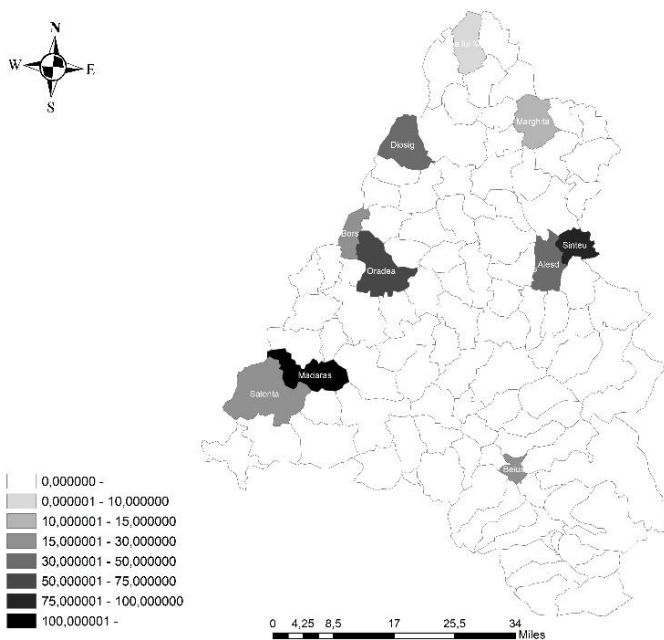 N
W E
S
Marghita
Diosig
Bors
Sinteu
Alesd
Oradea
Madaras
Salonta
Beius
0,000000 -
0,000001 - 10,000000
10,000001 - 15,000000
15,000001 - 30,000000
30,000001 - 50,000000
50,000001 - 75,000000
75,000001 - 100,000000
100,000001 -
0 4,25 8,5 17 25,5 34
Miles